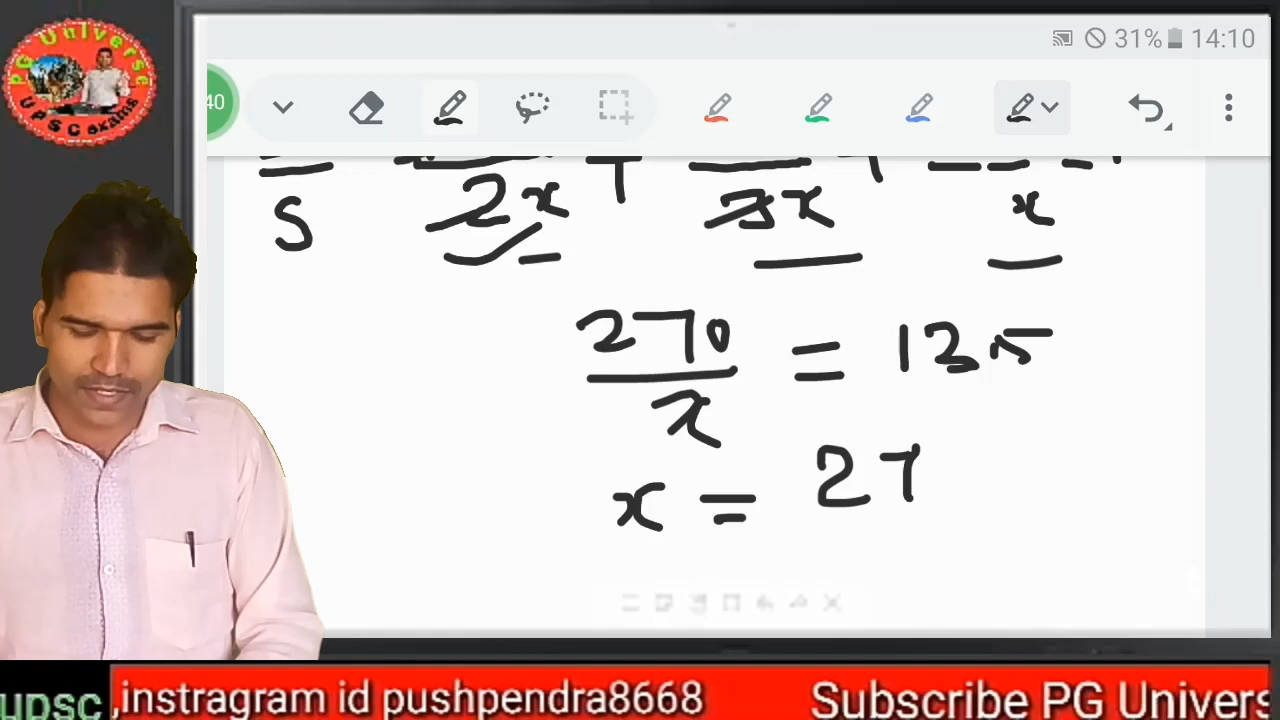 PG Universe
UPSC exams
31% 14:10
40
S 2x + 3x + x
270/x = 135
x = 27
upsc ,instragram id pushpendra8668 Subscribe PG Univers